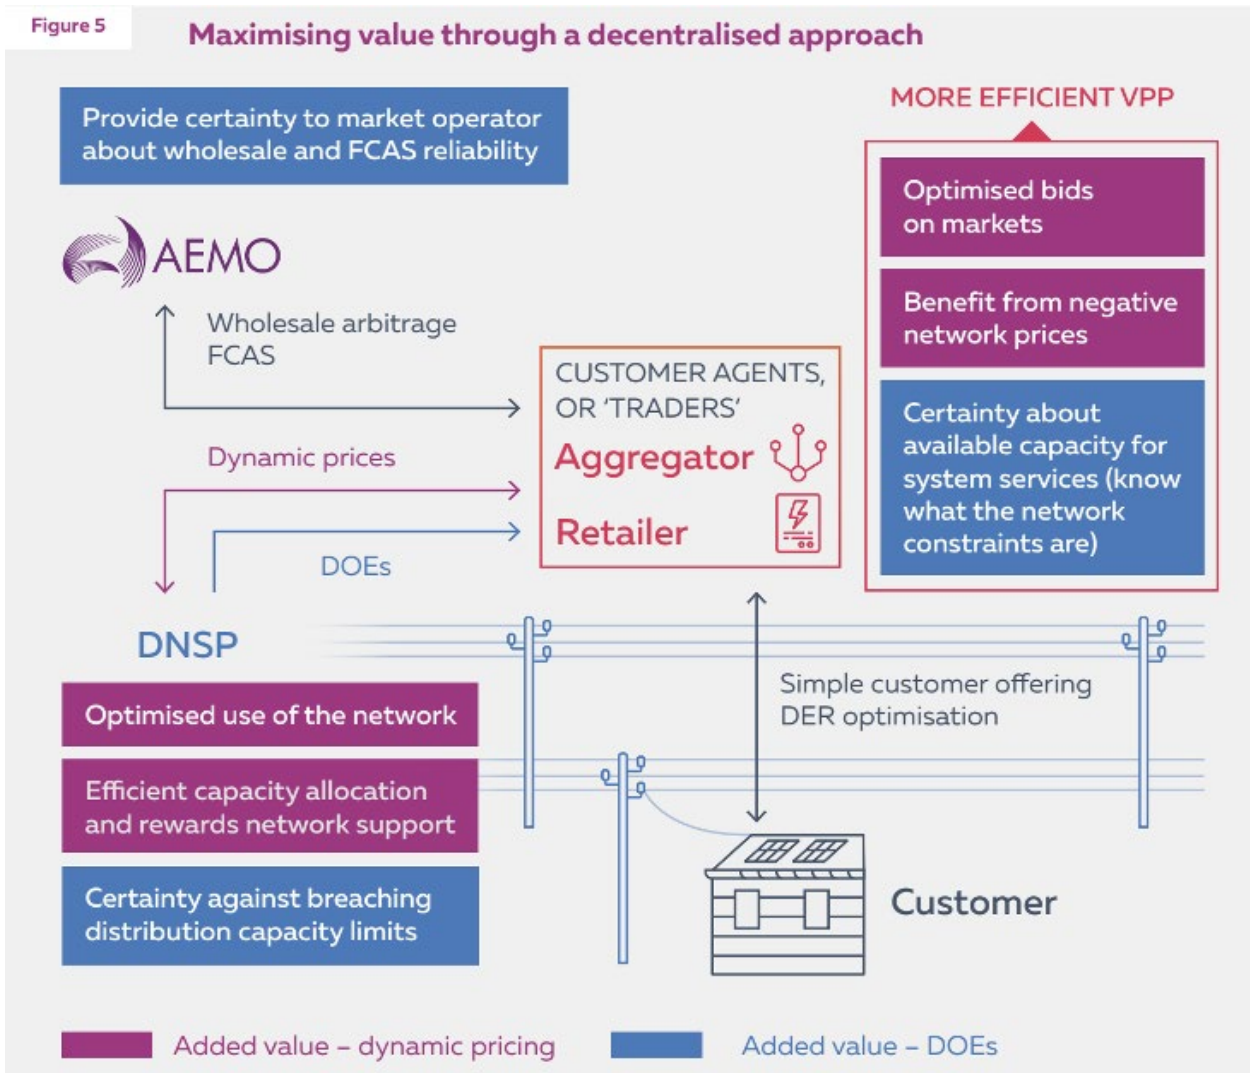 Figure 5
Maximising value through a decentralised approach
Provide certainty to market operator
about wholesale and FCAS reliability
MORE EFFICIENT VPP
Optimised bids
on markets
Benefit from negative
network prices
Certainty about
available capacity for
system services (know
what the network
constraints are)
AEMO
Wholesale arbitrage
FCAS
CUSTOMER AGENTS,
OR ‘TRADERS’
Aggregator
Retailer
Dynamic prices
DOEs
DNSP
Optimised use of the network
Efficient capacity allocation
and rewards network support
Certainty against breaching
distribution capacity limits
Simple customer offering
DER optimisation
Customer
Added value – dynamic pricing
Added value – DOEs